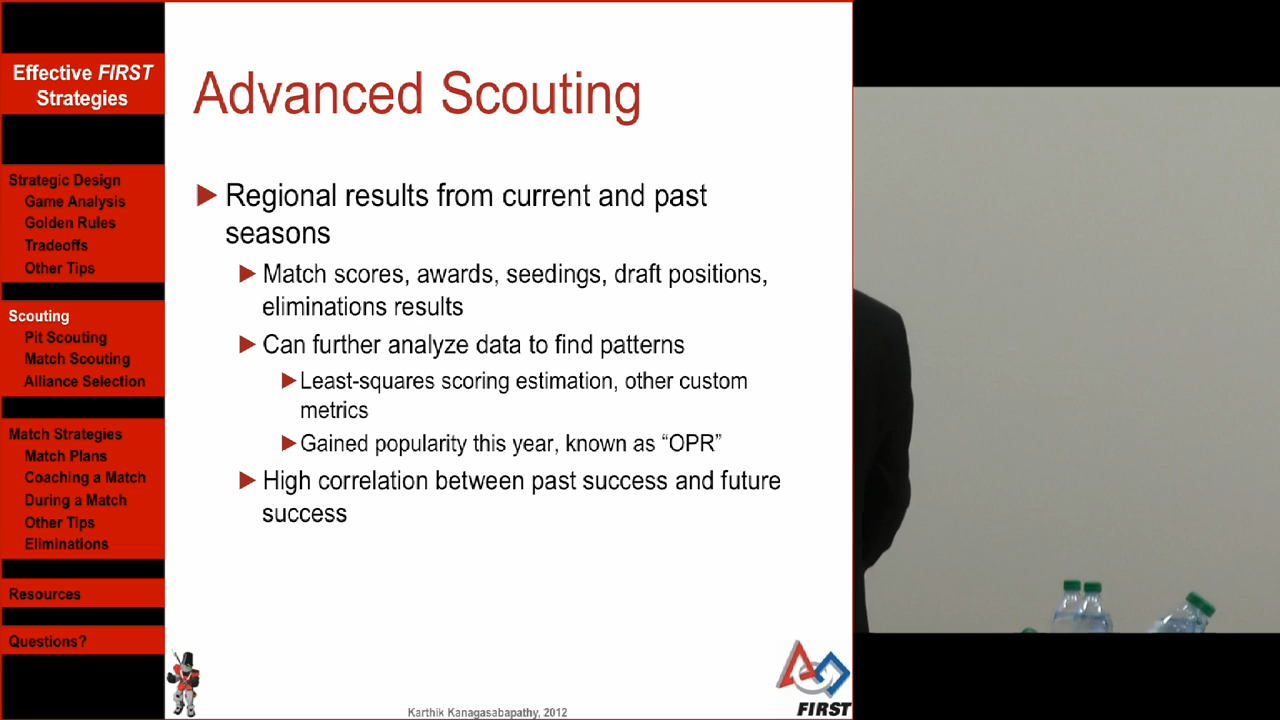 Effective FIRST
Strategies
Strategic Design
Game Analysis
Golden Rules
Tradeoffs
Other Tips
Scouting
Pit Scouting
Match Scouting
Alliance Selection
Match Strategies
Match Plans
Coaching a Match
During a Match
Other Tips
Eliminations
Resources
Questions?
Advanced Scouting
Regional results from current and past
seasons
Match scores, awards, seedings, draft positions,
eliminations results
Can further analyze data to find patterns
Least-squares scoring estimation, other custom
metrics
Gained popularity this year, known as “OPR”
High correlation between past success and future
success
Karthik Kanagasabapathy, 2012
FIRST